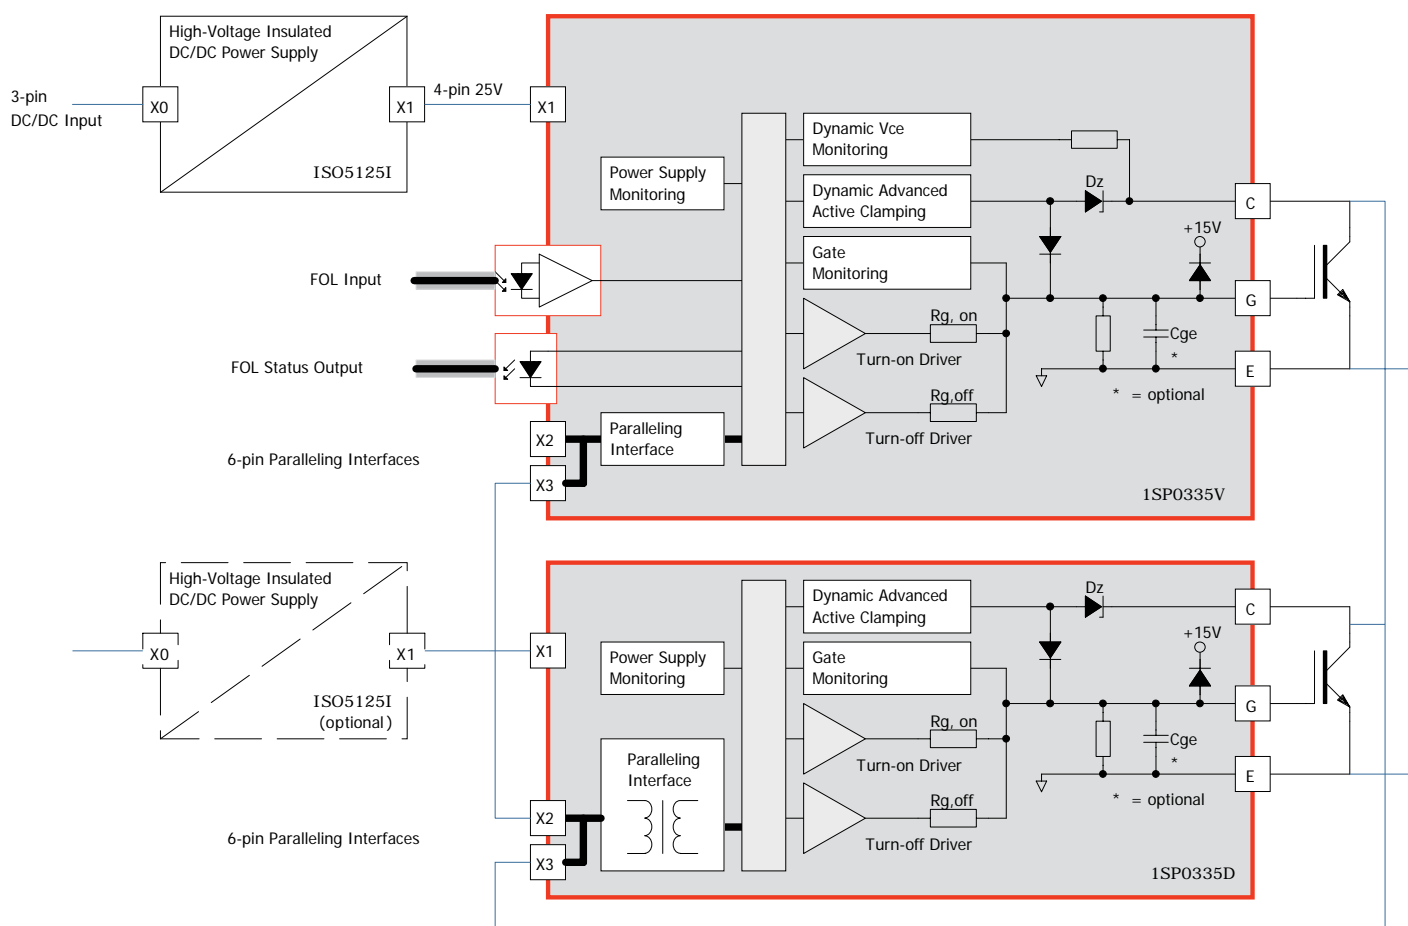 High-Voltage Insulated
DC/DC Power Supply
3-pin
DC/DC Input
X0
X1
4-pin 25V
X1
ISO5125I
Dynamic Vce
Monitoring
Power Supply
Monitoring
Dynamic Advanced
Active Clamping
Dz
C
+15V
Gate
Monitoring
FOL Input
G
Rg, on
Cge
*
Turn-on Driver
FOL Status Output
E
Rg,off
* = optional
Paralleling
Interface
Turn-off Driver
X2
6-pin Paralleling Interfaces
X3
1SP0335V
High-Voltage Insulated
DC/DC Power Supply
X0
X1
X1
ISO5125I
(optional)
Dynamic Advanced
Active Clamping
Dz
C
+15V
Power Supply
Monitoring
Gate
Monitoring
G
Rg, on
Cge
*
Turn-on Driver
E
Paralleling
Interface
Rg,off
* = optional
Turn-off Driver
X2
6-pin Paralleling Interfaces
X3
1SP0335D